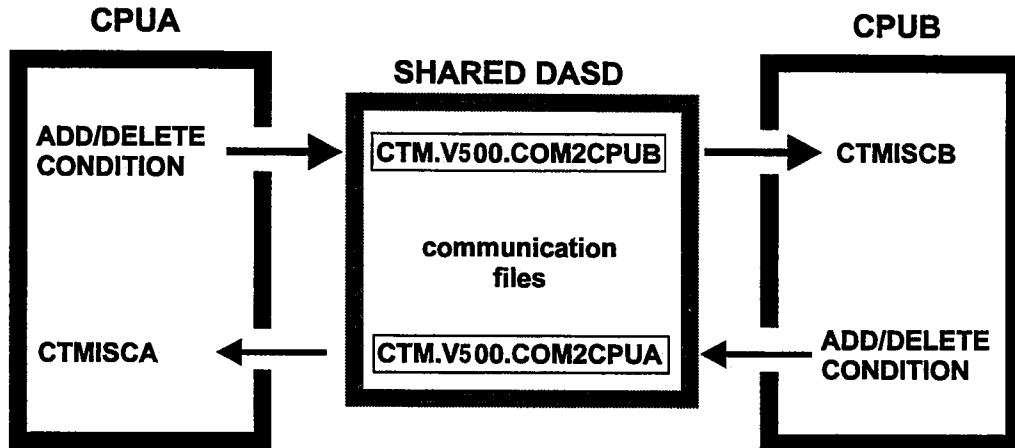 CPUA
CPUB
SHARED DASD
ADD/DELETE
CONDITION
CTM.V500.COM2CPUB
CTMISCB
communication
files
CTMISCA
CTM.V500.COM2CPUA
ADD/DELETE
CONDITION